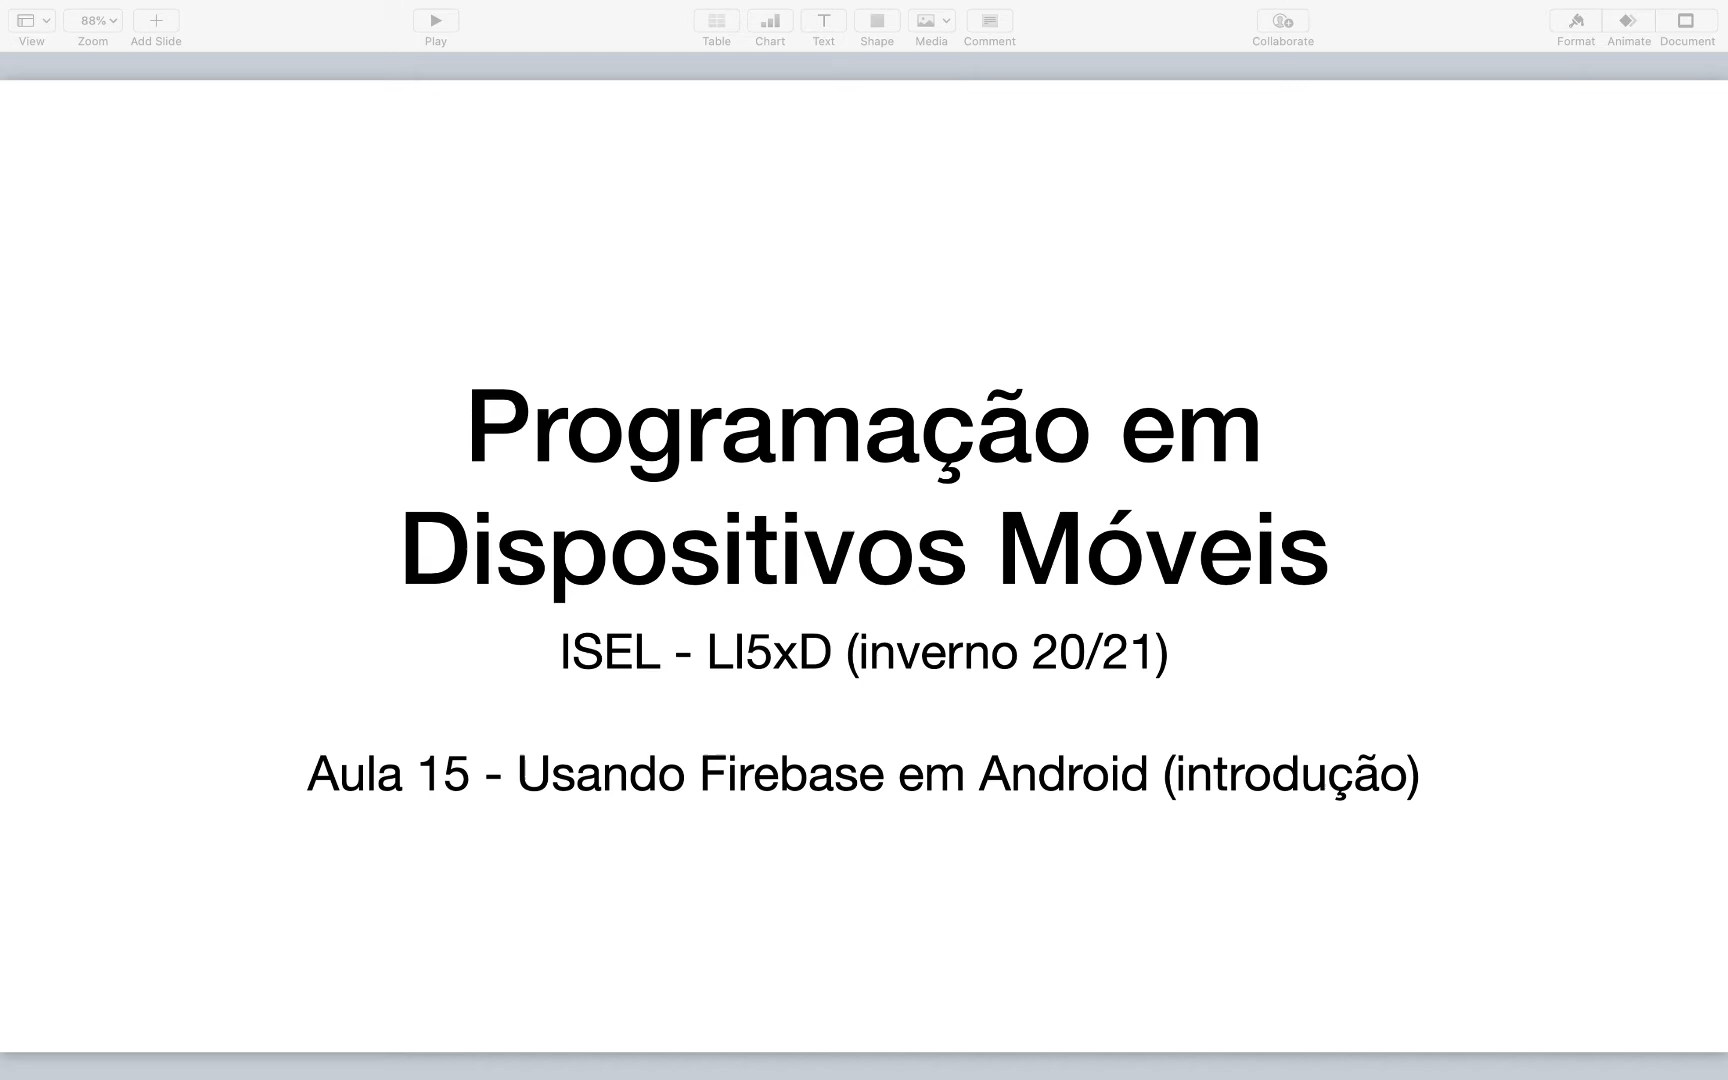 88%
View Zoom Add Slide Play Table Chart Text Shape Media Comment Collaborate Format Animate Document
Programação em
Dispositivos Móveis
ISEL - LI5xD (inverno 20/21)
Aula 15 - Usando Firebase em Android (introdução)